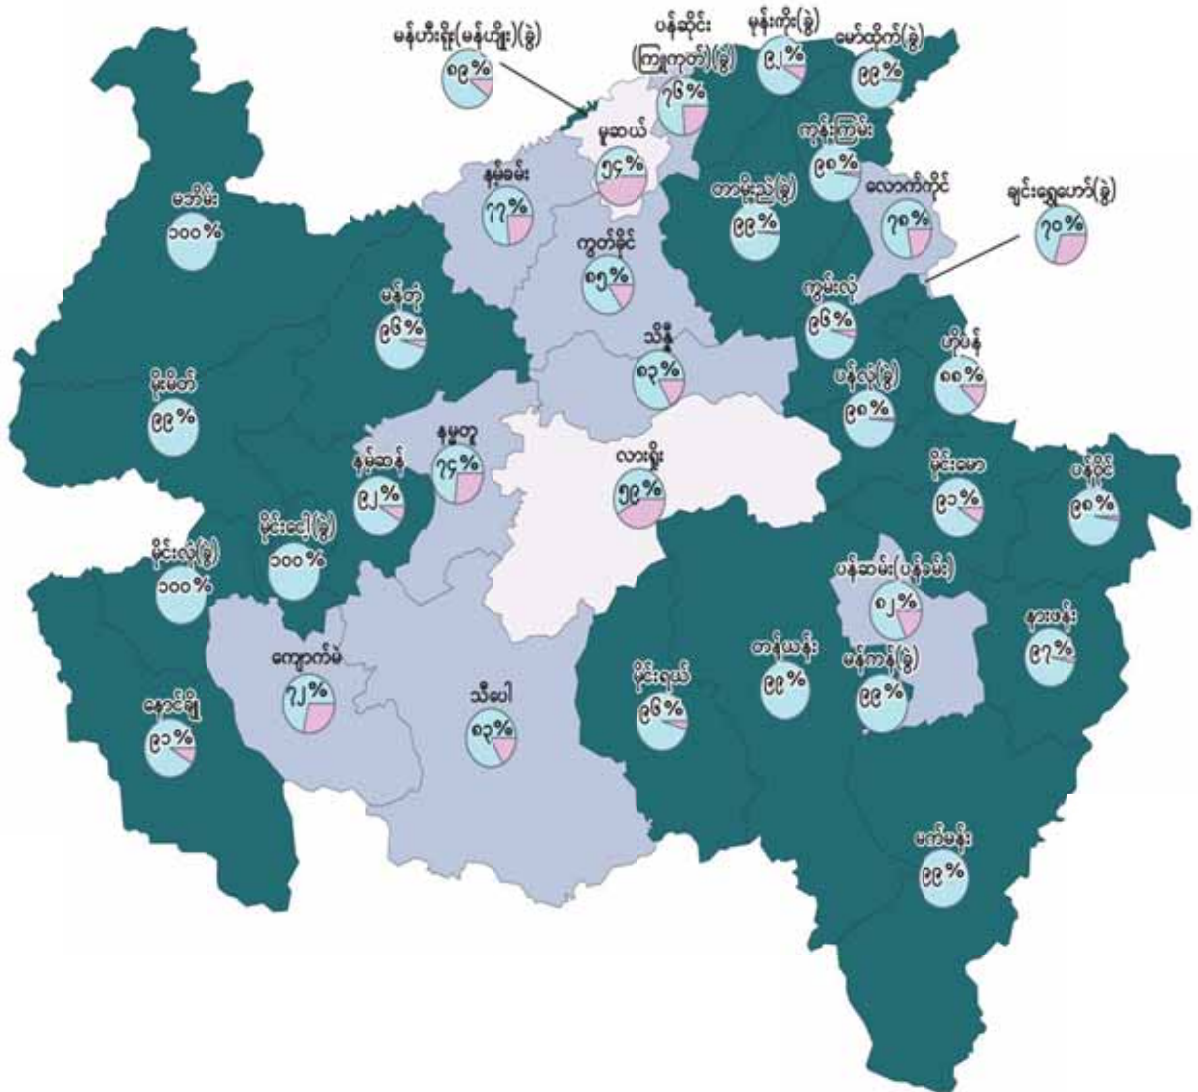 မန်ဟီးရိုး(မန်ဟျိုး)(ခွဲ)
၈၉%
ပန်ဆိုင်း
(ကြူကုတ်)(ခွဲ)
၇၆%
မုန်းကိုး(ခွဲ)
၉၂%
မော်ထိုက်(ခွဲ)
၉၉%
မူဆယ်
၅၄%
ကုန်းကြမ်း
၉၈%
နမ့်ခမ်း
၇၇%
တာမိုးညဲ(ခွဲ)
၉၉%
လောက်ကိုင်
၇၈%
ချင်းရွှေဟော်(ခွဲ)
၇၀%
မဘိမ်း
၁၀၀%
ကွတ်ခိုင်
၈၅%
ကွမ်းလုံ
၉၆%
မန်တုံ
၉၆%
သိန္နီ
၈၃%
ဟိုပန်
၈၈%
ပန်လုံ(ခွဲ)
၉၈%
မိုးမိတ်
၉၉%
နမ္မတူ
၇၄%
နမ့်ဆန်
၉၂%
လားရှိုး
၅၉%
မိုင်းမော
၉၁%
ပန်ဝိုင်
၉၈%
မိုင်းငေါ့(ခွဲ)
၁၀၀%
မိုင်းလုံ(ခွဲ)
၁၀၀%
ပန်ဆမ်း(ပန်ခမ်း)
၈၂%
နားဖန်း
၉၇%
ကျောက်မဲ
၇၂%
သီပေါ
၈၃%
မိုင်းရယ်
၉၆%
တန်ယန်း
၉၉%
မန်ကန်(ခွဲ)
၉၉%
နောင်ချို
၉၁%
မက်မန်း
၉၉%